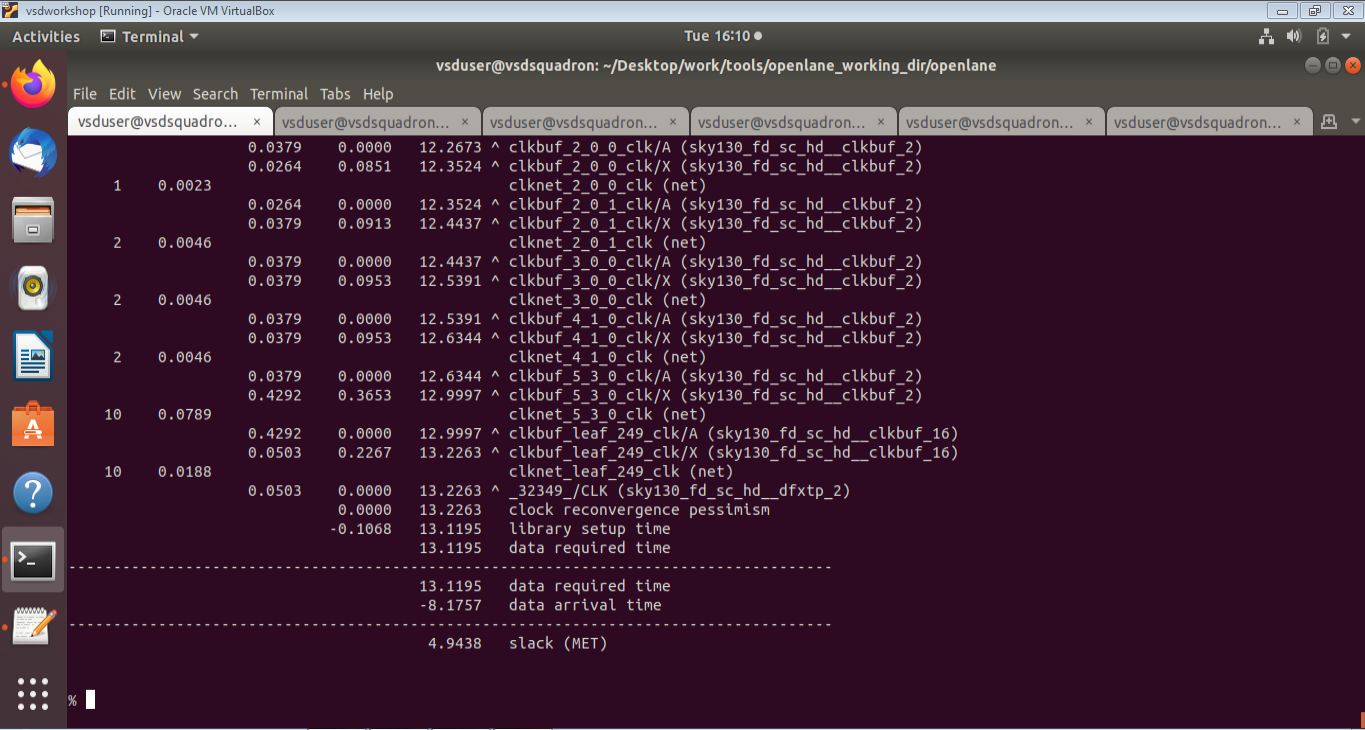 vsdworkshop [Running] - Oracle VM VirtualBox
Activities Terminal Tue 16:10
vsduser@vsdsquadron: ~/Desktop/work/tools/openlane_working_dir/openlane
File Edit View Search Terminal Tabs Help
vsduser@vsdsquadro... × vsduser@vsdsquadron... × vsduser@vsdsquadron... × vsduser@vsdsquadron... × vsduser@vsdsquadron... × vsduser@vsdsquadron... ×
0.0379 0.0000 12.2673 ^ clkbuf_2_0_0_clk/A (sky130_fd_sc_hd__clkbuf_2)
0.0264 0.0851 12.3524 ^ clkbuf_2_0_0_clk/X (sky130_fd_sc_hd__clkbuf_2)
1 0.0023 clknet_2_0_0_clk (net)
0.0264 0.0000 12.3524 ^ clkbuf_2_0_1_clk/A (sky130_fd_sc_hd__clkbuf_2)
0.0379 0.0913 12.4437 ^ clkbuf_2_0_1_clk/X (sky130_fd_sc_hd__clkbuf_2)
2 0.0046 clknet_2_0_1_clk (net)
0.0379 0.0000 12.4437 ^ clkbuf_3_0_0_clk/A (sky130_fd_sc_hd__clkbuf_2)
0.0379 0.0953 12.5391 ^ clkbuf_3_0_0_clk/X (sky130_fd_sc_hd__clkbuf_2)
2 0.0046 clknet_3_0_0_clk (net)
0.0379 0.0000 12.5391 ^ clkbuf_4_1_0_clk/A (sky130_fd_sc_hd__clkbuf_2)
0.0379 0.0953 12.6344 ^ clkbuf_4_1_0_clk/X (sky130_fd_sc_hd__clkbuf_2)
2 0.0046 clknet_4_1_0_clk (net)
0.0379 0.0000 12.6344 ^ clkbuf_5_3_0_clk/A (sky130_fd_sc_hd__clkbuf_2)
0.4292 0.3653 12.9997 ^ clkbuf_5_3_0_clk/X (sky130_fd_sc_hd__clkbuf_2)
10 0.0789 clknet_5_3_0_clk (net)
0.4292 0.0000 12.9997 ^ clkbuf_leaf_249_clk/A (sky130_fd_sc_hd__clkbuf_16)
0.0503 0.2267 13.2263 ^ clkbuf_leaf_249_clk/X (sky130_fd_sc_hd__clkbuf_16)
10 0.0188 clknet_leaf_249_clk (net)
0.0503 0.0000 13.2263 ^ _32349_/CLK (sky130_fd_sc_hd__dfxtp_2)
0.0000 13.2263 clock reconvergence pessimism
-0.1068 13.1195 library setup time
13.1195 data required time
-------------------------------------------------------------------------------------
13.1195 data required time
-8.1757 data arrival time
-------------------------------------------------------------------------------------
4.9438 slack (MET)
%